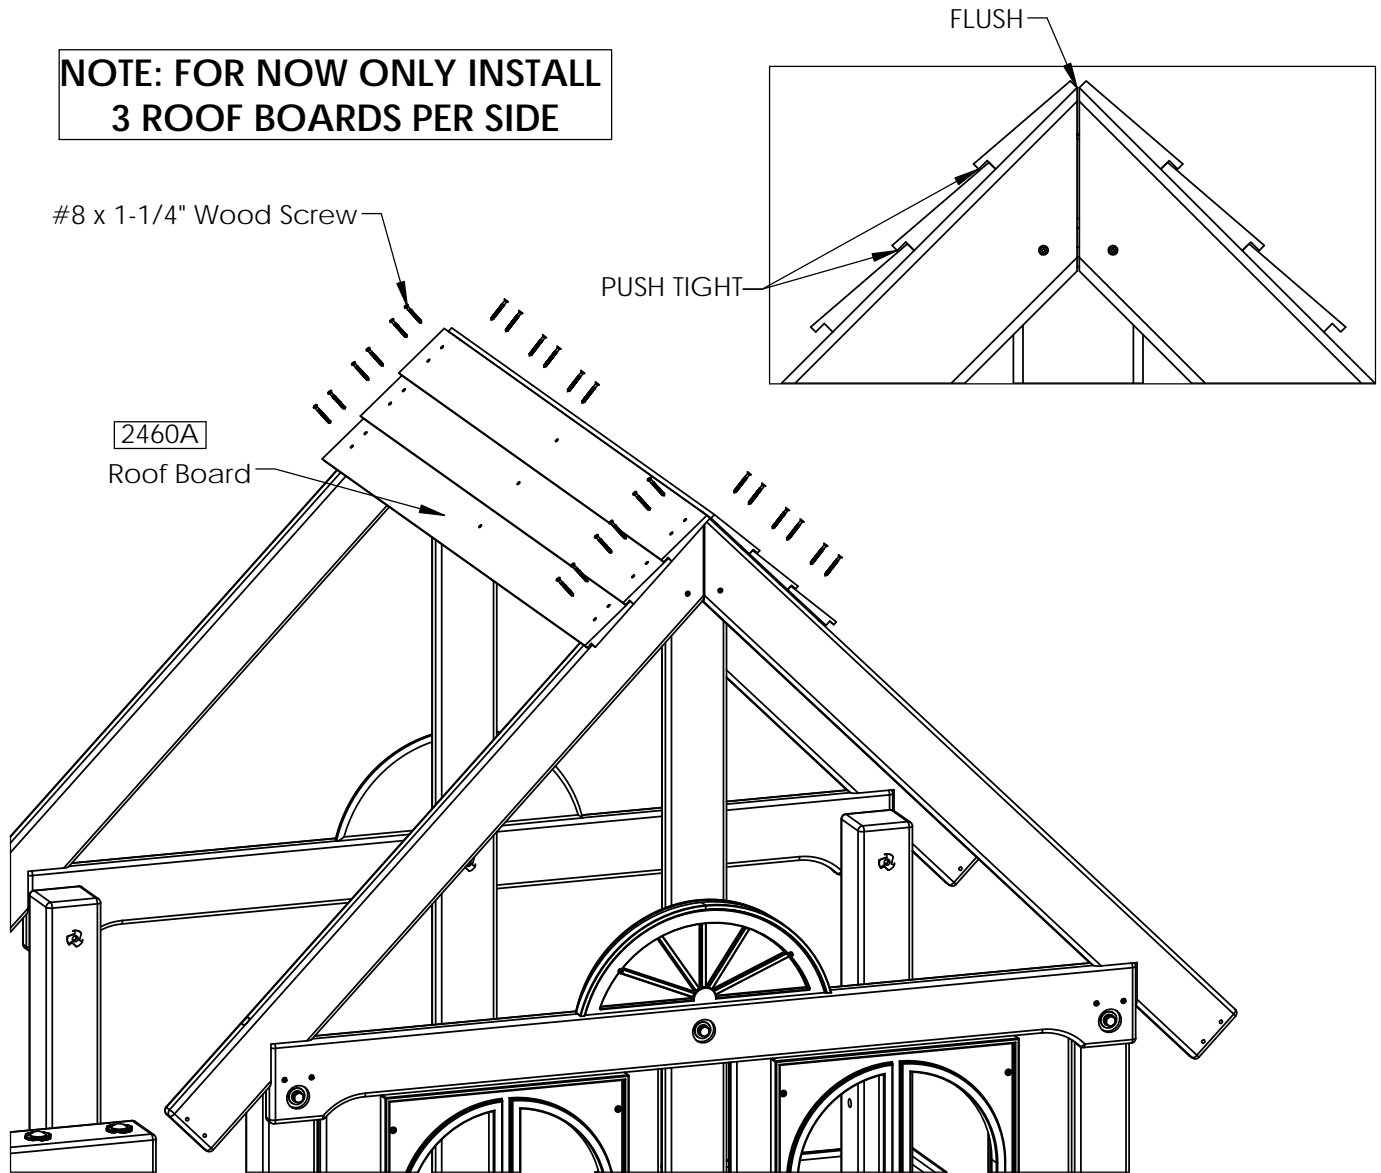 FLUSH
NOTE: FOR NOW ONLY INSTALL
3 ROOF BOARDS PER SIDE
#8 x 1-1/4" Wood Screw
PUSH TIGHT
2460A
Roof Board